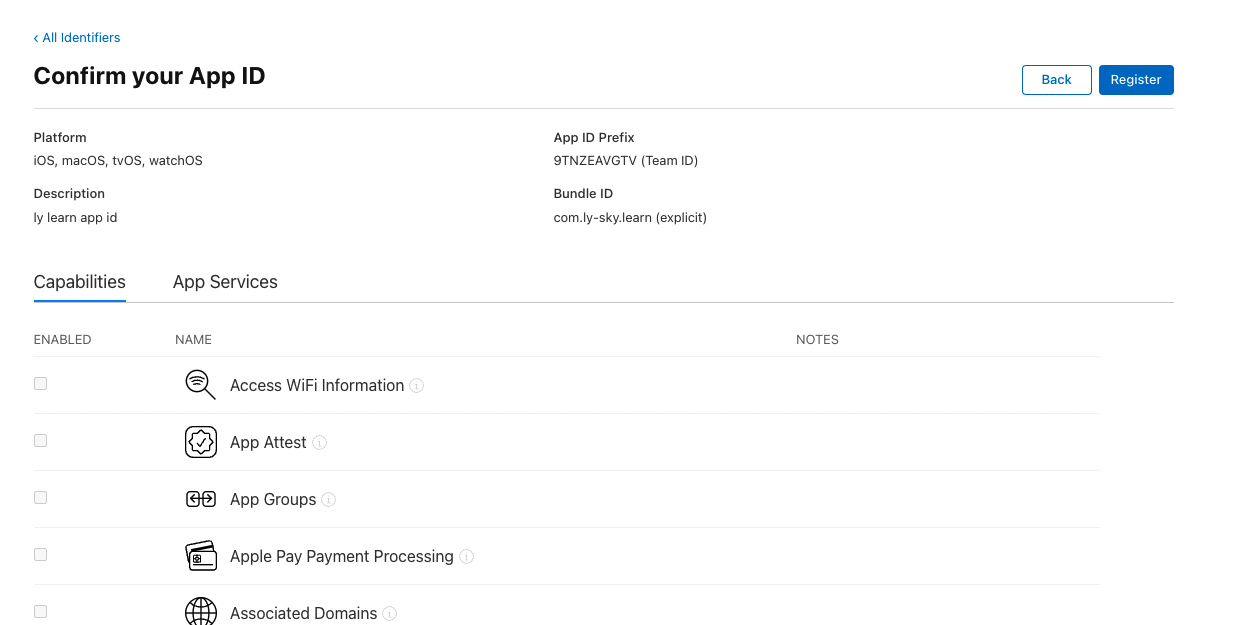 ‹ All Identifiers
Confirm your App ID
Back
Register
Platform
iOS, macOS, tvOS, watchOS
App ID Prefix
9TNZEAVGTV (Team ID)
Description
ly learn app id
Bundle ID
com.ly-sky.learn (explicit)
Capabilities
App Services
ENABLED
NAME
NOTES
Access WiFi Information
App Attest
App Groups
Apple Pay Payment Processing
Associated Domains